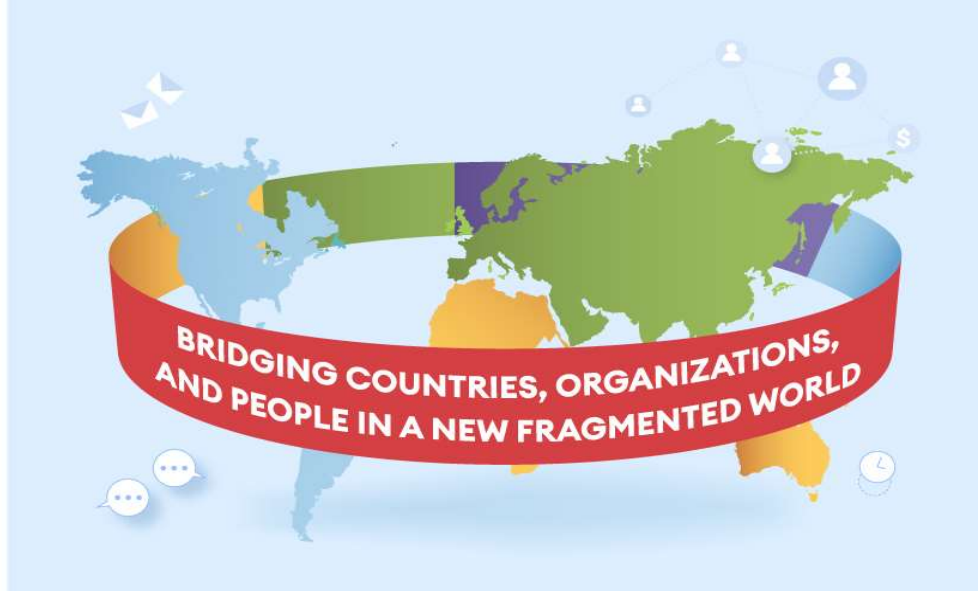 BRIDGING COUNTRIES, ORGANIZATIONS,
AND PEOPLE IN A NEW FRAGMENTED WORLD
$